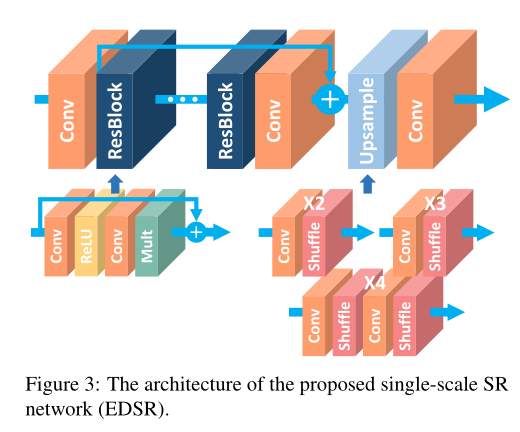 Conv
ResBlock
ResBlock
Conv
+
Upsample
Conv
Conv
ReLU
Conv
Mult
+
X2
Conv
Shuffle
X3
Conv
Shuffle
X4
Conv
Shuffle
Conv
Shuffle
Figure 3: The architecture of the proposed single-scale SR
network (EDSR).